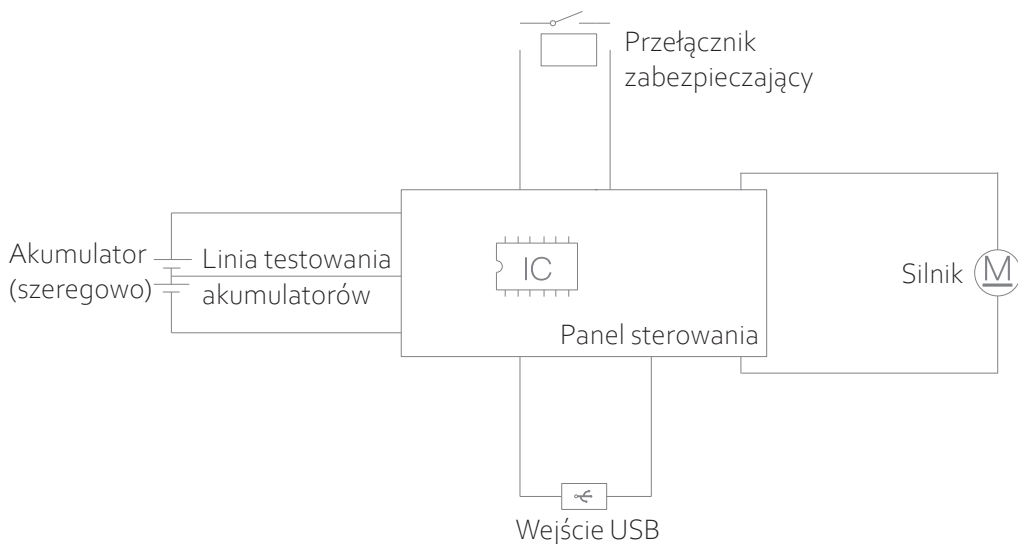 Przełącznik
zabezpieczający
Akumulator
(szeregowo)
Linia testowania
akumulatorów
IC
Panel sterowania
Silnik
M
Wejście USB